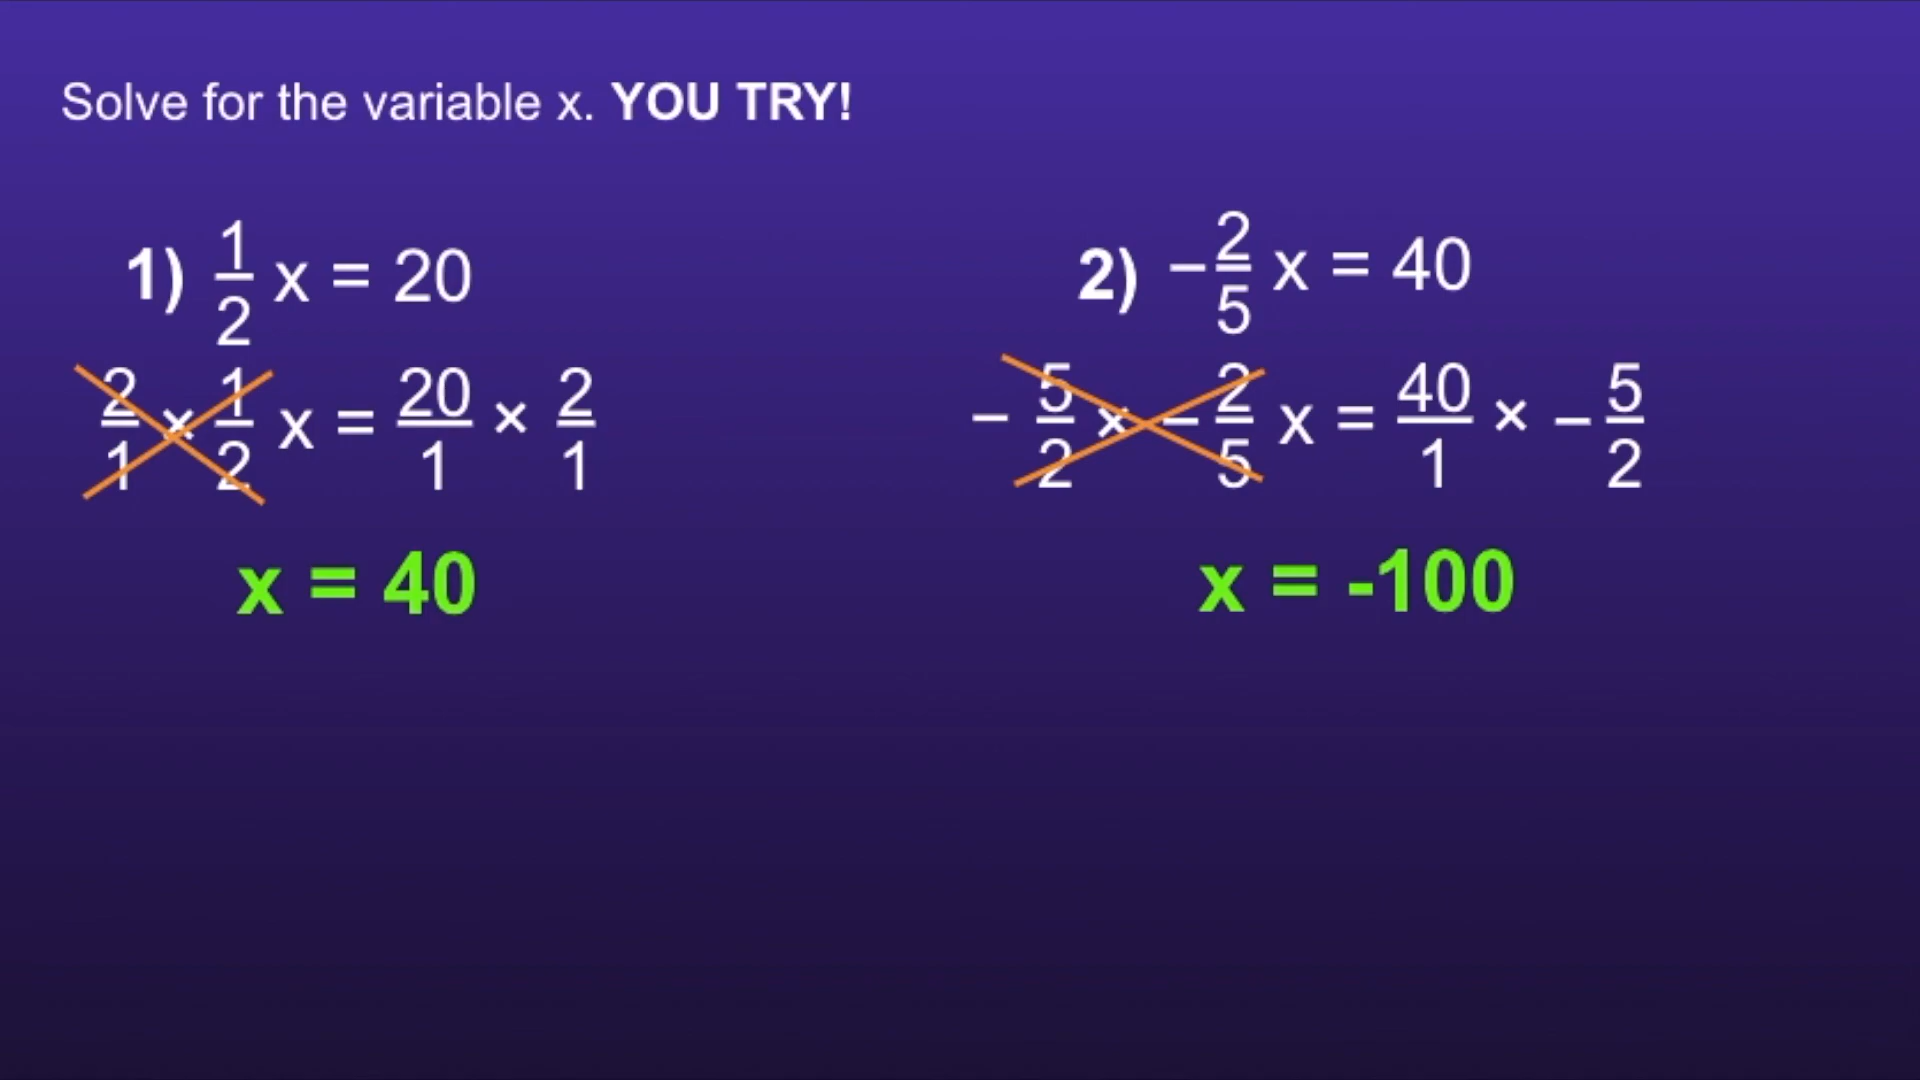 Solve for the variable x. YOU TRY!
1) 1/2 x = 20
2/1 × 1/2 x = 20/1 × 2/1
x = 40
2) −2/5 x = 40
− 5/2 × − 2/5 x = 40/1 × − 5/2
x = -100